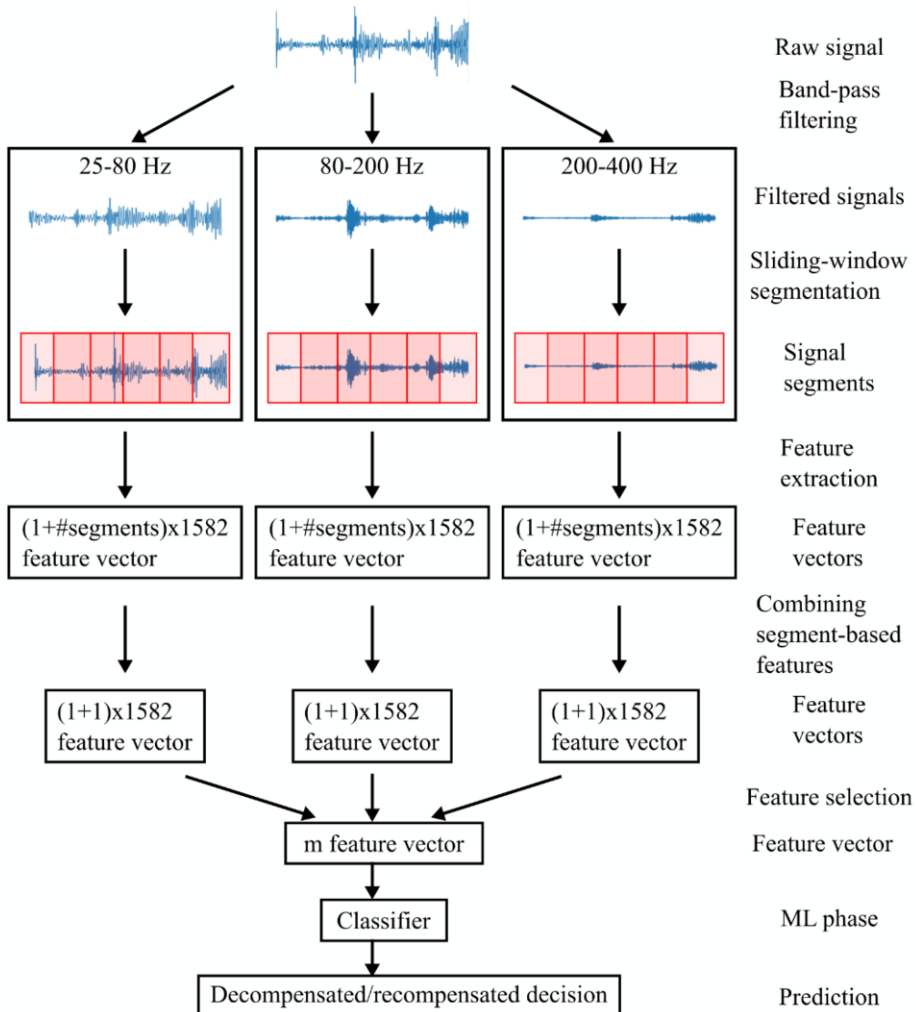 Raw signal
Band-pass
filtering
25-80 Hz
80-200 Hz
200-400 Hz
Filtered signals
Sliding-window
segmentation
Signal
segments
Feature
extraction
(1+#segments)x1582
feature vector
(1+#segments)x1582
feature vector
(1+#segments)x1582
feature vector
Feature
vectors
Combining
segment-based
features
(1+1)x1582
feature vector
(1+1)x1582
feature vector
(1+1)x1582
feature vector
Feature
vectors
Feature selection
m feature vector
Feature vector
Classifier
ML phase
Decompensated/recompensated decision
Prediction